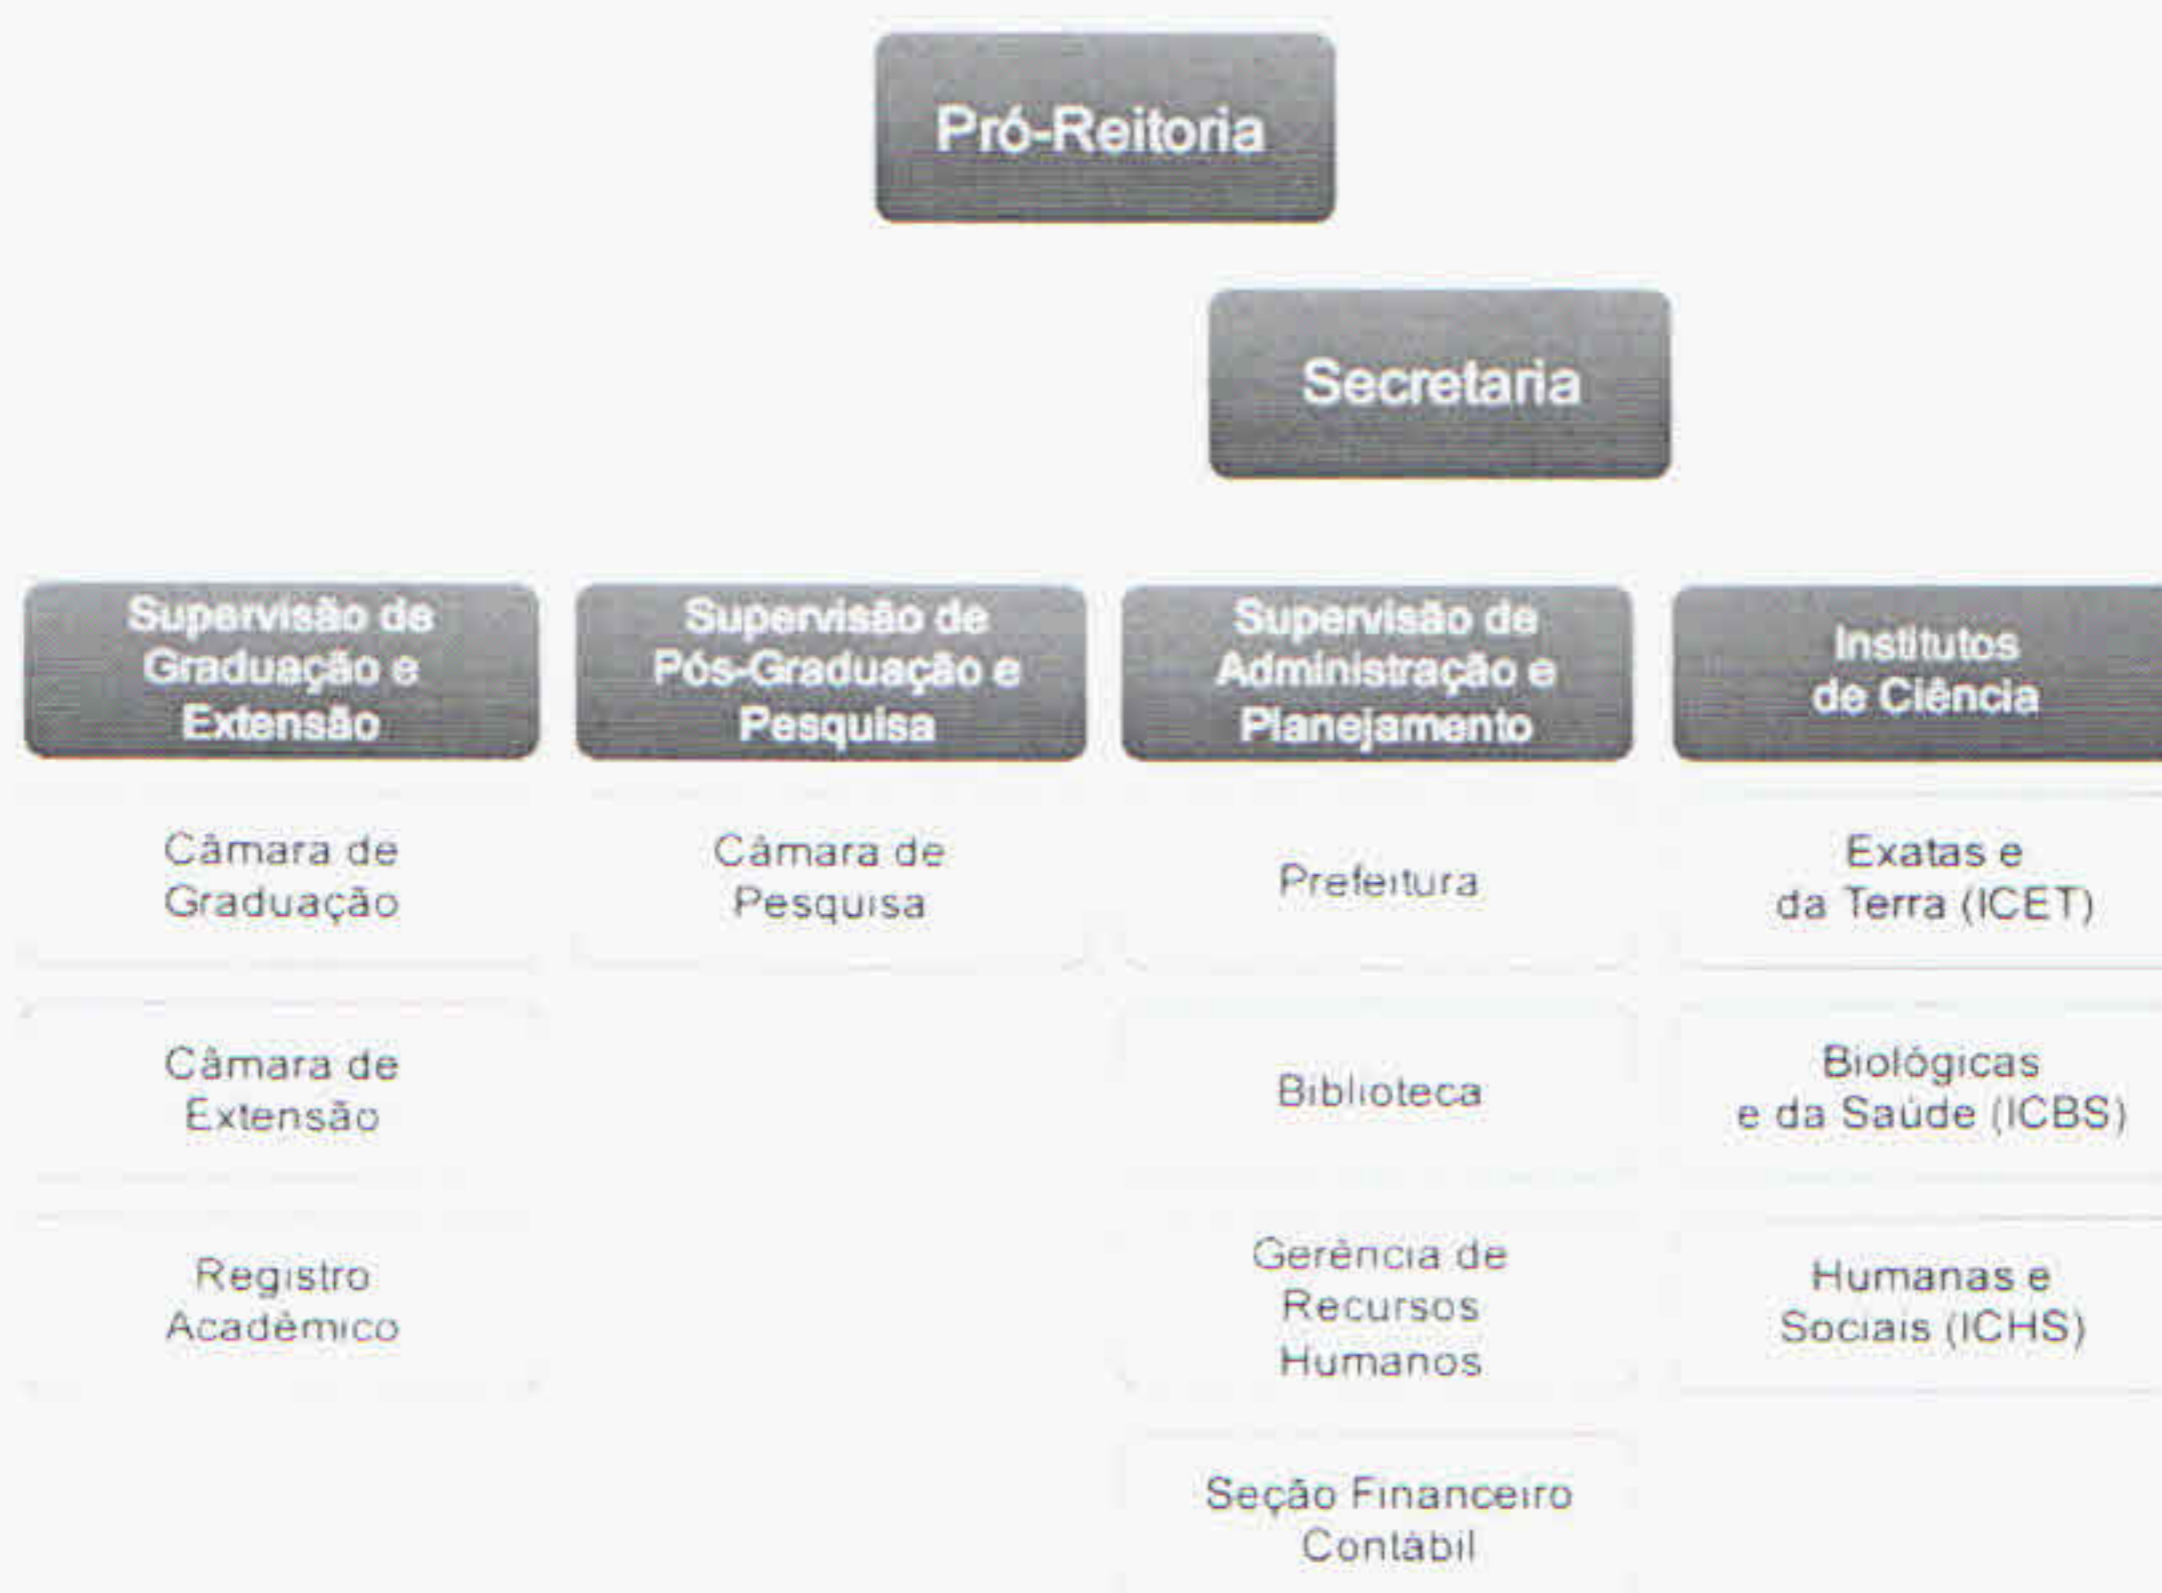 Pró-Reitoria
Secretaria
Supervisão de
Graduação e
Extensão
Câmara de
Graduação
Câmara de
Extensão
Registro
Acadêmico
Supervisão de
Pós-Graduação e
Pesquisa
Câmara de
Pesquisa
Supervisão de
Administração e
Planejamento
Prefeitura
Biblioteca
Gerência de
Recursos
Humanos
Seção Financeiro
Contábil
Institutos
de Ciência
Exatas e
da Terra (ICET)
Biológicas
e da Saúde (ICBS)
Humanas e
Sociais (ICHS)